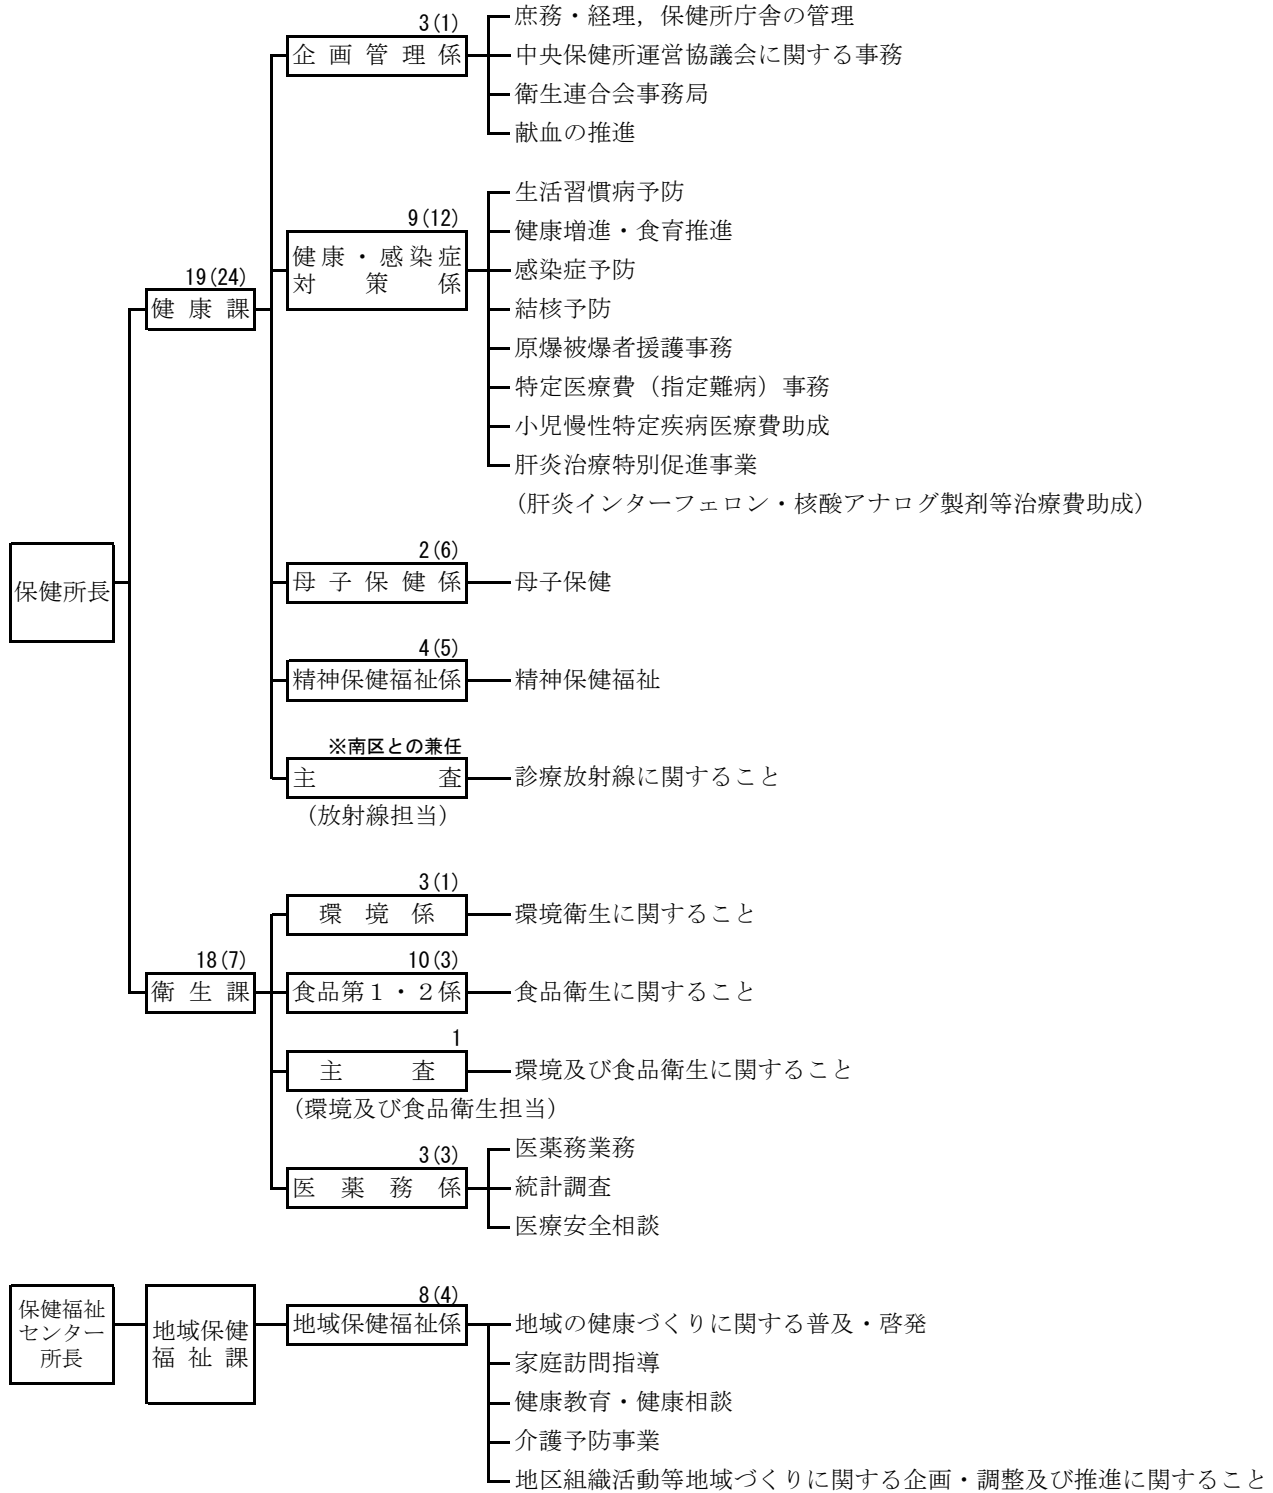 3(1)
企画管理係
庶務・経理，保健所庁舎の管理
中央保健所運営協議会に関する事務
衛生連合会事務局
献血の推進
19(24)
健康課
9(12)
健康・感染症
対策係
生活習慣病予防
健康増進・食育推進
感染症予防
結核予防
原爆被爆者援護事務
特定医療費（指定難病）事務
小児慢性特定疾病医療費助成
肝炎治療特別促進事業
（肝炎インターフェロン・核酸アナログ製剤等治療費助成）
保健所長
2(6)
母子保健係
母子保健
4(5)
精神保健福祉係
精神保健福祉
※南区との兼任
主査
（放射線担当）
診療放射線に関すること
3(1)
環境係
環境衛生に関すること
18(7)
衛生課
10(3)
食品第１・２係
食品衛生に関すること
1
主査
（環境及び食品衛生担当）
環境及び食品衛生に関すること
3(3)
医薬務係
医薬務業務
統計調査
医療安全相談
保健福祉
センター
所長
地域保健
福祉課
8(4)
地域保健福祉係
地域の健康づくりに関する普及・啓発
家庭訪問指導
健康教育・健康相談
介護予防事業
地区組織活動等地域づくりに関する企画・調整及び推進に関すること